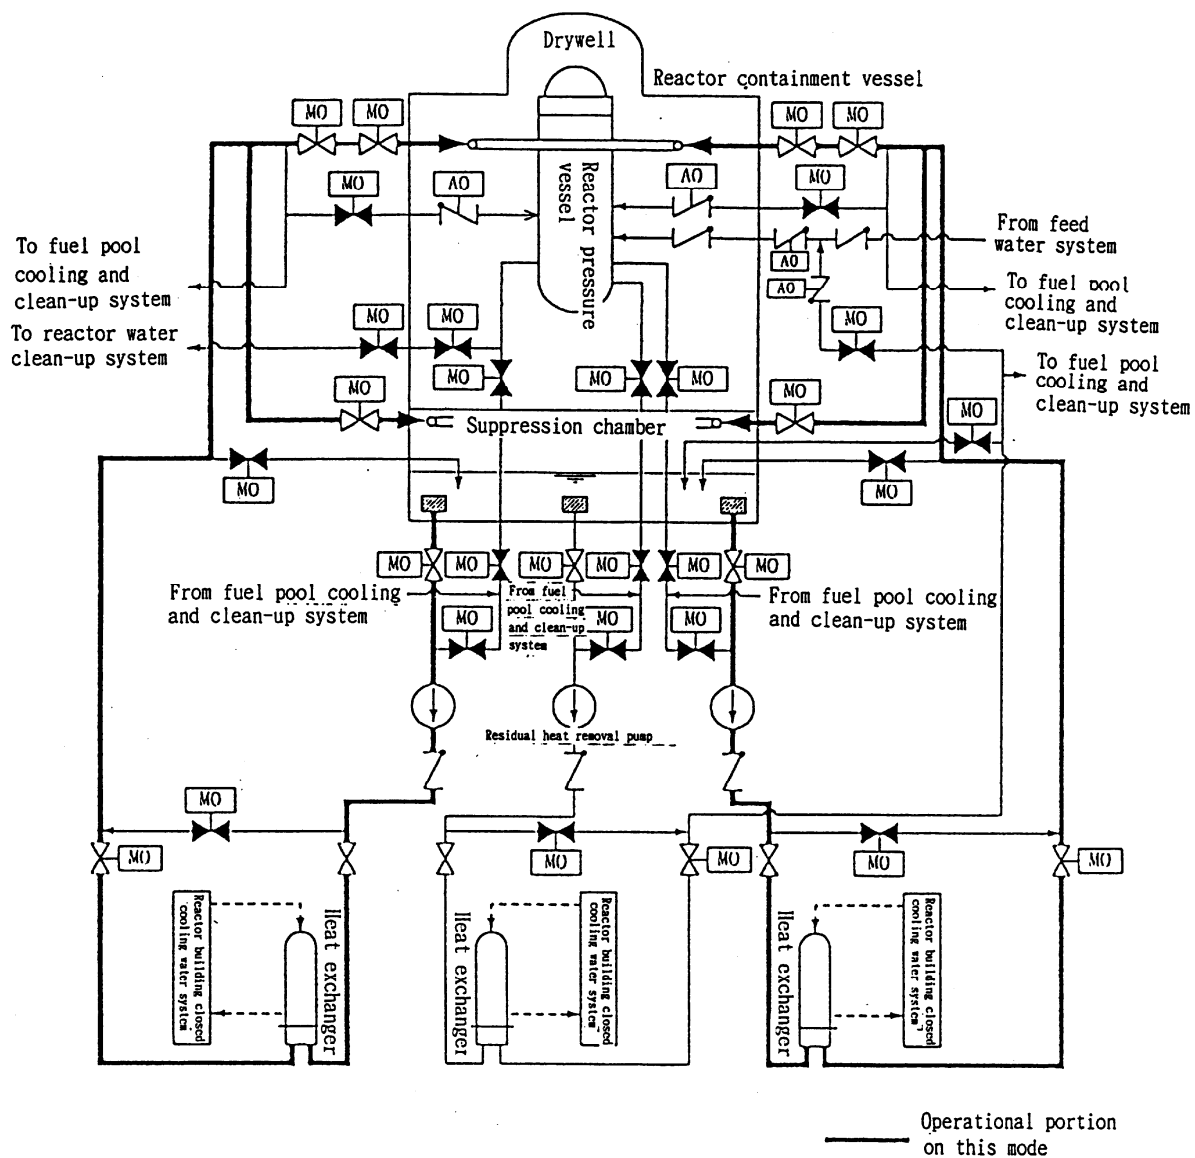 Drywell
Reactor containment vessel
MO
MO
MO
MO
MO
AO
AO
MO
Reactor pressure
vessel
From feed
water system
To fuel pool
cooling and
clean-up system
AO
AO
To fuel pool
cooling and
clean-up system
To reactor water
clean-up system
MO
MO
MO
To fuel pool
cooling and
clean-up system
MO
MO
MO
MO
MO
MO
Suppression chamber
MO
MO
MO
MO
MO
MO
MO
MO
MO
From fuel pool cooling
and clean-up system
From fuel
pool cooling
and clean-up
system
From fuel pool cooling
and clean-up system
MO
MO
MO
Residual heat removal pump
MO
MO
MO
MO
MO
MO
Reactor building closed
cooling water system
Heat exchanger
Heat exchanger
Reactor building closed
cooling water system
Heat exchanger
Reactor building closed
cooling water system
Operational portion
on this mode